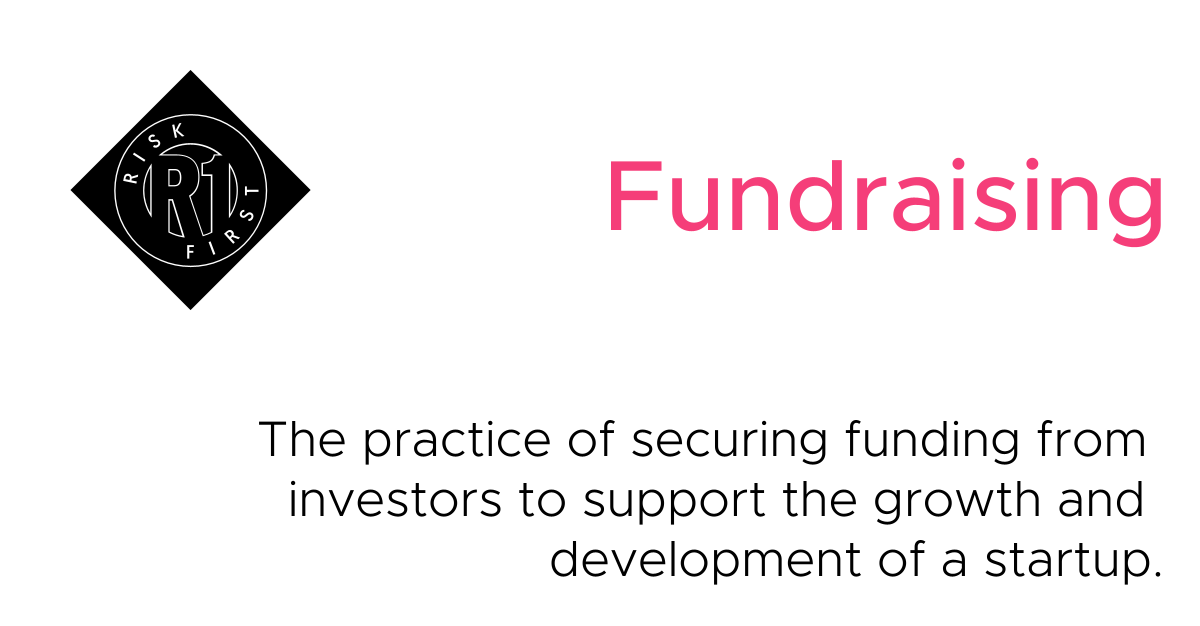 RISK
R1
FIRST
Fundraising
The practice of securing funding from
investors to support the growth and
development of a startup.